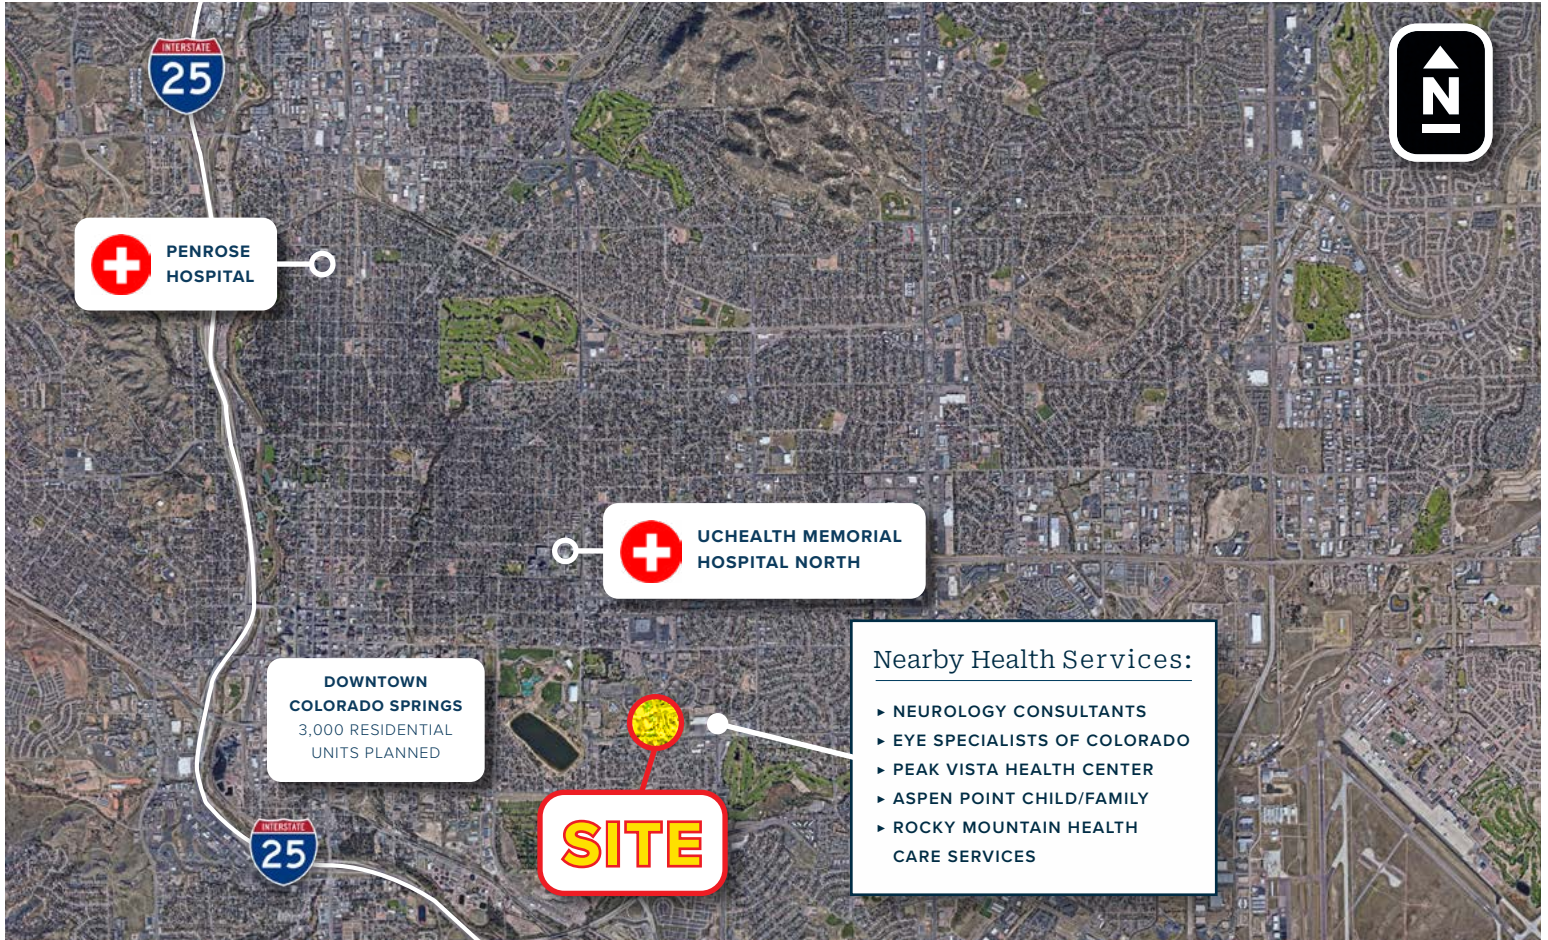 INTERSTATE
25
N
PENROSE
HOSPITAL
UCHEALTH MEMORIAL
HOSPITAL NORTH
DOWNTOWN
COLORADO SPRINGS
3,000 RESIDENTIAL
UNITS PLANNED
SITE
Nearby Health Services:
▸ NEUROLOGY CONSULTANTS
▸ EYE SPECIALISTS OF COLORADO
▸ PEAK VISTA HEALTH CENTER
▸ ASPEN POINT CHILD/FAMILY
▸ ROCKY MOUNTAIN HEALTH
CARE SERVICES
INTERSTATE
25